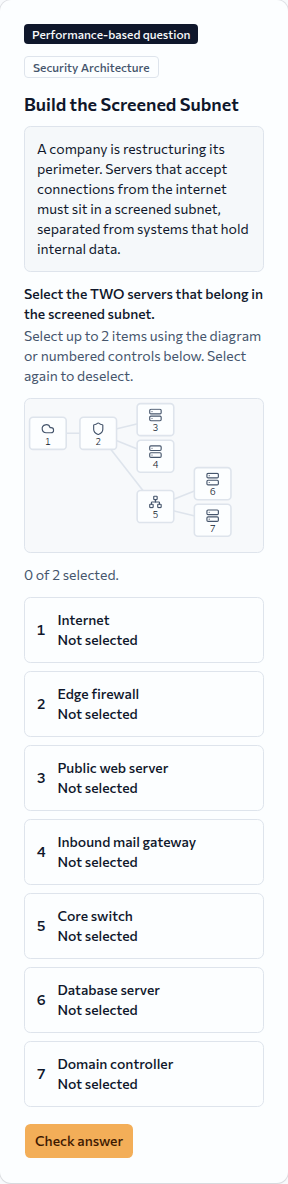 Performance-based question
Security Architecture
Build the Screened Subnet
A company is restructuring its
perimeter. Servers that accept
connections from the internet
must sit in a screened subnet,
separated from systems that hold
internal data.
Select the TWO servers that belong in
the screened subnet.
Select up to 2 items using the diagram
or numbered controls below. Select
again to deselect.
1
2
3
4
5
6
7
0 of 2 selected.
1 Internet
Not selected
2 Edge firewall
Not selected
3 Public web server
Not selected
4 Inbound mail gateway
Not selected
5 Core switch
Not selected
6 Database server
Not selected
7 Domain controller
Not selected
Check answer